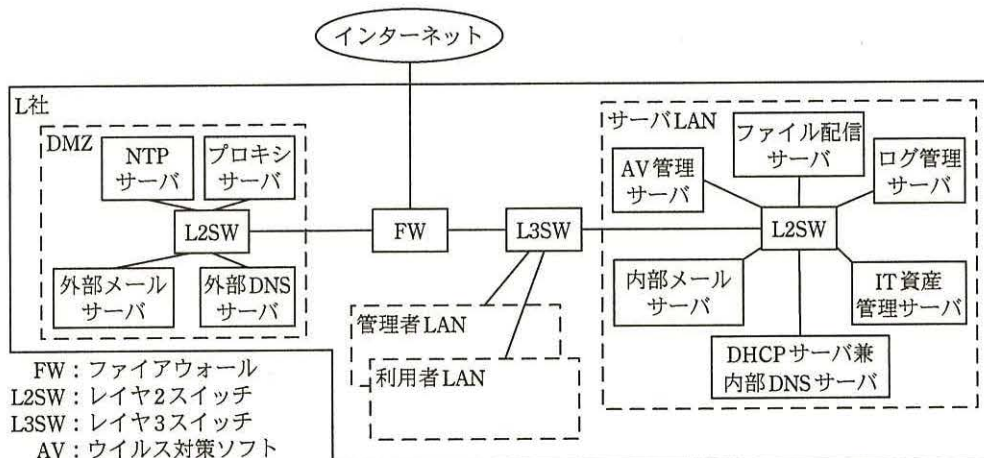 インターネット
L社
DMZ
NTP
サーバ
プロキシ
サーバ
L2SW
外部メール
サーバ
外部DNS
サーバ
FW
L3SW
管理者LAN
利用者LAN
サーバLAN
ファイル配信
サーバ
AV管理
サーバ
ログ管理
サーバ
L2SW
内部メール
サーバ
IT資産
管理サーバ
DHCPサーバ兼
内部DNSサーバ
FW：ファイアウォール
L2SW：レイヤ2スイッチ
L3SW：レイヤ3スイッチ
AV：ウイルス対策ソフト